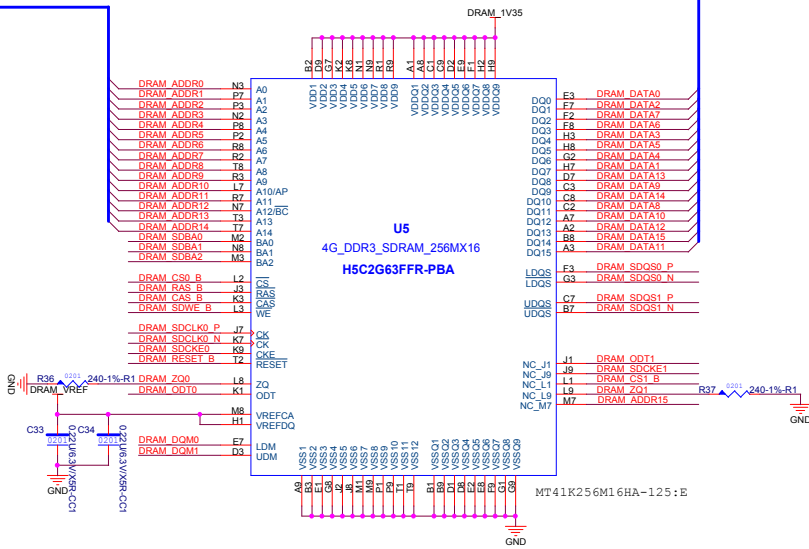 DRAM_1V35
B2 D9 G7 K2 K8 N1 N9 R1 R9 A1 A8 C1 C9 D2 E9 F1 H2 H9
VDD1 VDD2 VDD3 VDD4 VDD5 VDD6 VDD7 VDD8 VDD9 VDDQ1 VDDQ2 VDDQ3 VDDQ4 VDDQ5 VDDQ6 VDDQ7 VDDQ8 VDDQ9
DRAM_ADDR0 N3 A0
DRAM_ADDR1 P7 A1
DRAM_ADDR2 P3 A2
DRAM_ADDR3 N2 A3
DRAM_ADDR4 P8 A4
DRAM_ADDR5 P2 A5
DRAM_ADDR6 R8 A6
DRAM_ADDR7 R2 A7
DRAM_ADDR8 T8 A8
DRAM_ADDR9 R3 A9
DRAM_ADDR10 L7 A10/AP
DRAM_ADDR11 R7 A11
DRAM_ADDR12 N7 A12/BC
DRAM_ADDR13 T3 A13
DRAM_ADDR14 T7 A14
DRAM_SDBA0 M2 BA0
DRAM_SDBA1 N8 BA1
DRAM_SDBA2 M3 BA2
DRAM_CS0_B L2 CS
DRAM_RAS_B J3 RAS
DRAM_CAS_B K3 CAS
DRAM_SDWE_B L3 WE
DRAM_SDCLK0_P J7 CK
DRAM_SDCLK0_N K7 CK
DRAM_SDCKE0 K9 CKE
DRAM_RESET_B T2 RESET
GND R36 0201 240-1%-R1 DRAM_ZQ0 L8 ZQ
DRAM_VREF DRAM_ODT0 K1 ODT
M8 VREFCA
H1 VREFDQ
C33 0201 0.22U/6.3V/X5R-CC1
C34 0201 0.22U/6.3V/X5R-CC1
GND
DRAM_DQM0 E7 LDM
DRAM_DQM1 D3 UDM
U5
4G_DDR3_SDRAM_256MX16
H5C2G63FFR-PBA
DQ0 E3 DRAM_DATA0
DQ1 F7 DRAM_DATA2
DQ2 F2 DRAM_DATA7
DQ3 F8 DRAM_DATA6
DQ4 H3 DRAM_DATA3
DQ5 H8 DRAM_DATA5
DQ6 G2 DRAM_DATA4
DQ7 H7 DRAM_DATA1
DQ8 D7 DRAM_DATA13
DQ9 C3 DRAM_DATA9
DQ10 C8 DRAM_DATA14
DQ11 C2 DRAM_DATA8
DQ12 A7 DRAM_DATA10
DQ13 A2 DRAM_DATA12
DQ14 B8 DRAM_DATA15
DQ15 A3 DRAM_DATA11
LDQS F3 DRAM_SDQS0_P
LDQS G3 DRAM_SDQS0_N
UDQS C7 DRAM_SDQS1_P
UDQS B7 DRAM_SDQS1_N
NC_J1 J1 DRAM_ODT1
NC_J9 J9 DRAM_SDCKE1
NC_L1 L1 DRAM_CS1_B
NC_L9 L9 DRAM_ZQ1 R37 0201 240-1%-R1
NC_M7 M7 DRAM_ADDR15
GND
VSS1 VSS2 VSS3 VSS4 VSS5 VSS6 VSS7 VSS8 VSS9 VSS10 VSS11 VSS12 VSSQ1 VSSQ2 VSSQ3 VSSQ4 VSSQ5 VSSQ6 VSSQ7 VSSQ8 VSSQ9
A9 B3 E1 G8 J2 J8 M1 M9 P1 P9 T1 T9 B1 B9 D1 D8 E2 E8 F9 G1 G9
MT41K256M16HA-125:E
GND